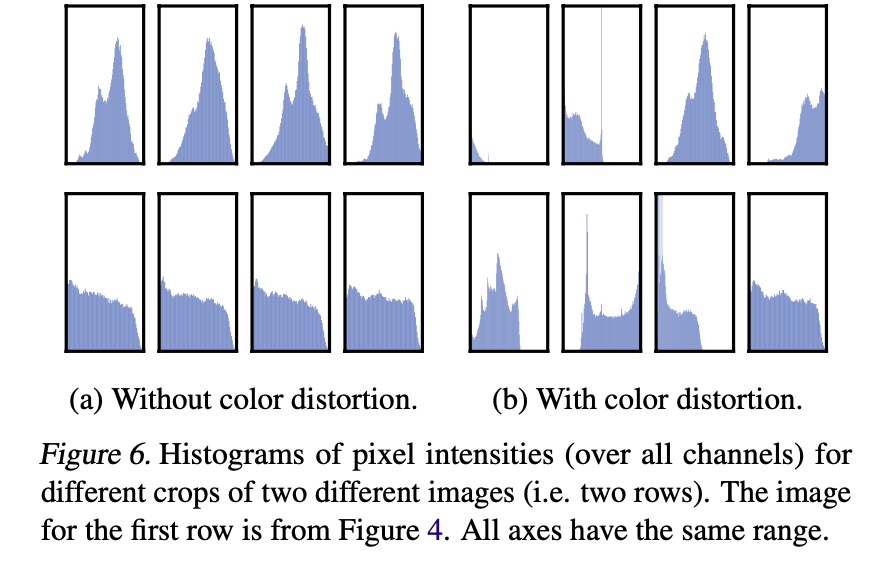 (a) Without color distortion.
(b) With color distortion.
Figure 6. Histograms of pixel intensities (over all channels) for
different crops of two different images (i.e. two rows). The image
for the first row is from Figure 4. All axes have the same range.